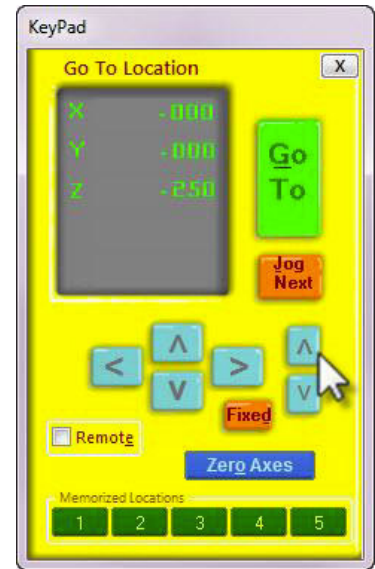 KeyPad
Go To Location
X
X -.000
Y -.000
Z -.250
Go
To
Jog
Next
< ∧ > ∧
∨ ∨
Fixed
Remote
Zero Axes
Memorized Locations
1 2 3 4 5